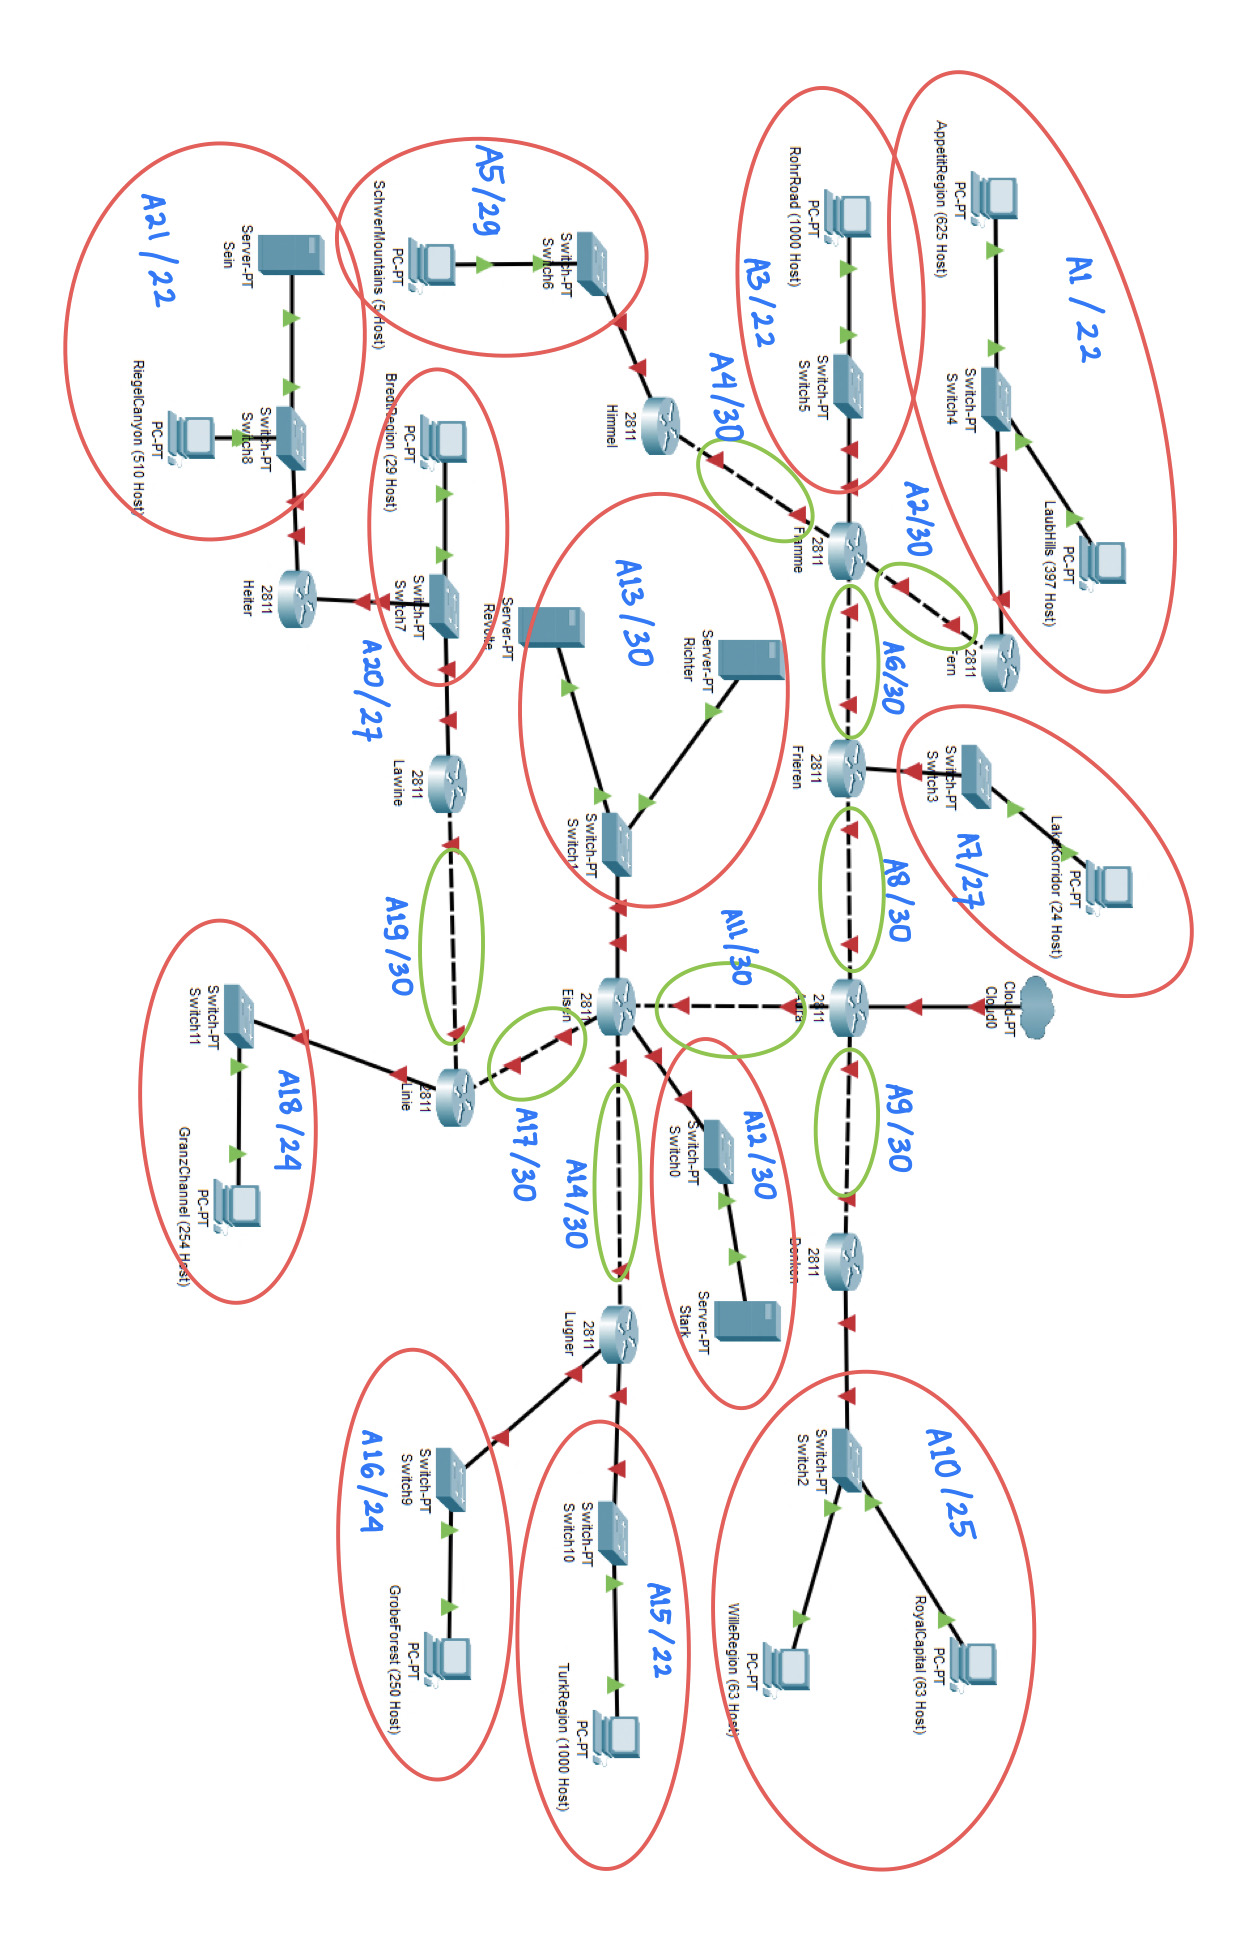 A1/22
PC-PT
LaubHills (397 Host)
PC-PT
AppetitRegion (625 Host)
Switch-PT
Switch4
2811
Fern
A2/30
PC-PT
LakeKorridor (24 Host)
Switch-PT
Switch3
A7/27
Cloud-PT
Cloud0
A10/25
PC-PT
RoyalCapital (63 Host)
Switch-PT
Switch2
PC-PT
WilleRegion (63 Host)
A6/30
A8/30
A9/30
PC-PT
RohrRoad (1000 Host)
Switch-PT
Switch5
A3/22
2811
Flamme
2811
Frieren
2811
Aura
2811
Denken
A4/30
2811
Himmel
Server-PT
Richter
A13/30
Switch-PT
Switch1
Server-PT
Revolte
A11/30
A12/30
Switch-PT
Switch0
Server-PT
Stark
2811
Eisen
A14/30
2811
Lugner
A15/22
Switch-PT
Switch10
PC-PT
TurkRegion (1000 Host)
Switch-PT
Switch6
A5/29
PC-PT
SchwerMountains (5 Host)
A17/30
PC-PT
BredtRegion (29 Host)
Switch-PT
Switch7
A20/27
2811
Lawine
A19/30
2811
Linie
Switch-PT
Switch9
PC-PT
GrobeForest (250 Host)
A16/24
Server-PT
Sein
Switch-PT
Switch8
2811
Heiter
A21/22
PC-PT
RiegelCanyon (510 Host)
A18/24
Switch-PT
Switch11
PC-PT
GranzChannel (254 Host)